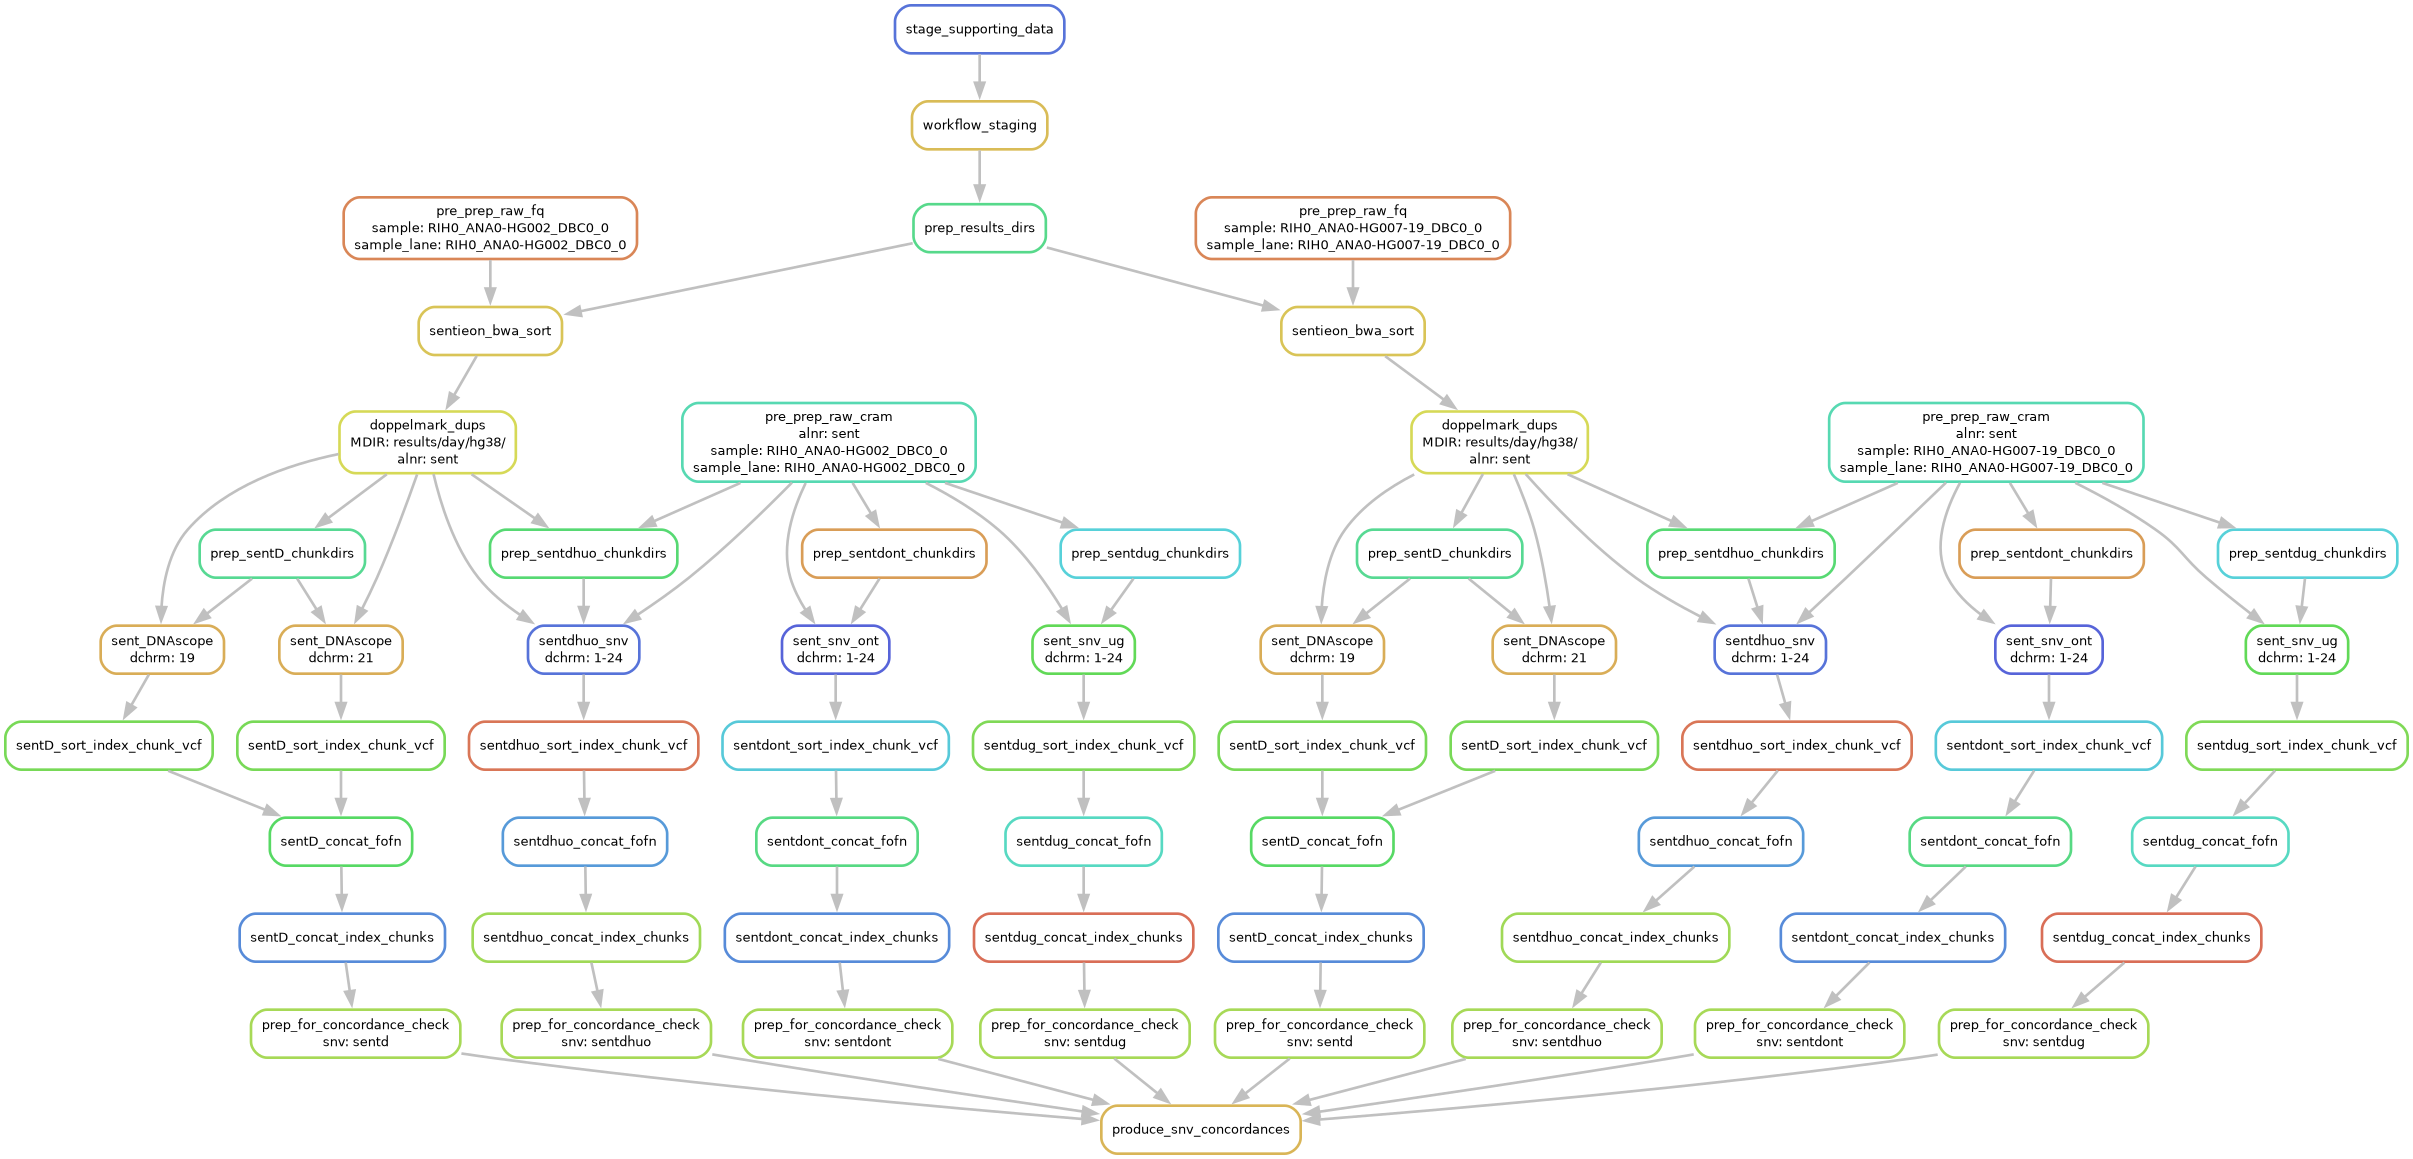 stage_supporting_data
workflow_staging
pre_prep_raw_fq
sample: RIH0_ANA0-HG002_DBC0_0
sample_lane: RIH0_ANA0-HG002_DBC0_0
prep_results_dirs
pre_prep_raw_fq
sample: RIH0_ANA0-HG007-19_DBC0_0
sample_lane: RIH0_ANA0-HG007-19_DBC0_0
sentieon_bwa_sort
sentieon_bwa_sort
doppelmark_dups
MDIR: results/day/hg38/
alnr: sent
pre_prep_raw_cram
alnr: sent
sample: RIH0_ANA0-HG002_DBC0_0
sample_lane: RIH0_ANA0-HG002_DBC0_0
doppelmark_dups
MDIR: results/day/hg38/
alnr: sent
pre_prep_raw_cram
alnr: sent
sample: RIH0_ANA0-HG007-19_DBC0_0
sample_lane: RIH0_ANA0-HG007-19_DBC0_0
prep_sentD_chunkdirs
prep_sentdhuo_chunkdirs
prep_sentdont_chunkdirs
prep_sentdug_chunkdirs
prep_sentD_chunkdirs
prep_sentdhuo_chunkdirs
prep_sentdont_chunkdirs
prep_sentdug_chunkdirs
sent_DNAscope
dchrm: 19
sent_DNAscope
dchrm: 21
sentdhuo_snv
dchrm: 1-24
sent_snv_ont
dchrm: 1-24
sent_snv_ug
dchrm: 1-24
sent_DNAscope
dchrm: 19
sent_DNAscope
dchrm: 21
sentdhuo_snv
dchrm: 1-24
sent_snv_ont
dchrm: 1-24
sent_snv_ug
dchrm: 1-24
sentD_sort_index_chunk_vcf
sentD_sort_index_chunk_vcf
sentdhuo_sort_index_chunk_vcf
sentdont_sort_index_chunk_vcf
sentdug_sort_index_chunk_vcf
sentD_sort_index_chunk_vcf
sentD_sort_index_chunk_vcf
sentdhuo_sort_index_chunk_vcf
sentdont_sort_index_chunk_vcf
sentdug_sort_index_chunk_vcf
sentD_concat_fofn
sentdhuo_concat_fofn
sentdont_concat_fofn
sentdug_concat_fofn
sentD_concat_fofn
sentdhuo_concat_fofn
sentdont_concat_fofn
sentdug_concat_fofn
sentD_concat_index_chunks
sentdhuo_concat_index_chunks
sentdont_concat_index_chunks
sentdug_concat_index_chunks
sentD_concat_index_chunks
sentdhuo_concat_index_chunks
sentdont_concat_index_chunks
sentdug_concat_index_chunks
prep_for_concordance_check
snv: sentd
prep_for_concordance_check
snv: sentdhuo
prep_for_concordance_check
snv: sentdont
prep_for_concordance_check
snv: sentdug
prep_for_concordance_check
snv: sentd
prep_for_concordance_check
snv: sentdhuo
prep_for_concordance_check
snv: sentdont
prep_for_concordance_check
snv: sentdug
produce_snv_concordances